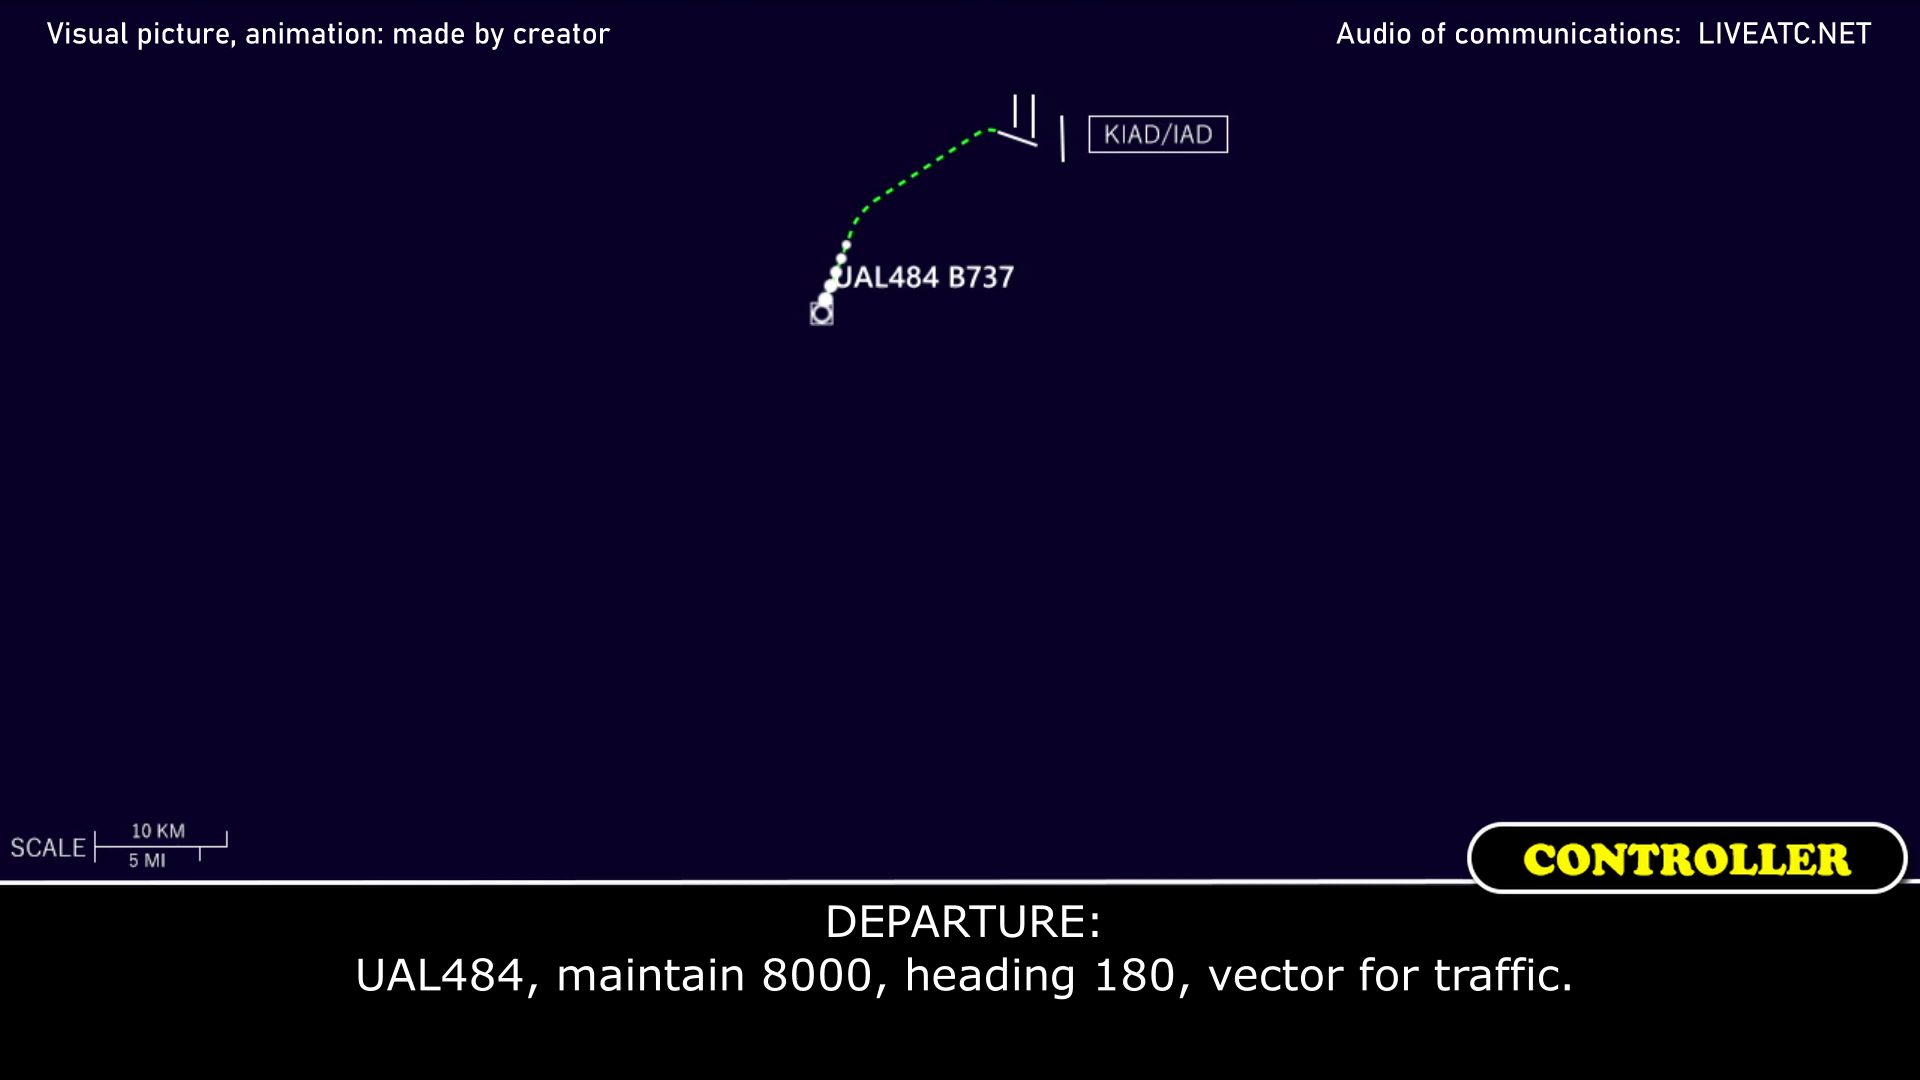 Visual picture, animation: made by creator
Audio of communications: LIVEATC.NET
KIAD/IAD
UAL484 B737
SCALE
10 KM
5 MI
CONTROLLER
DEPARTURE:
UAL484, maintain 8000, heading 180, vector for traffic.